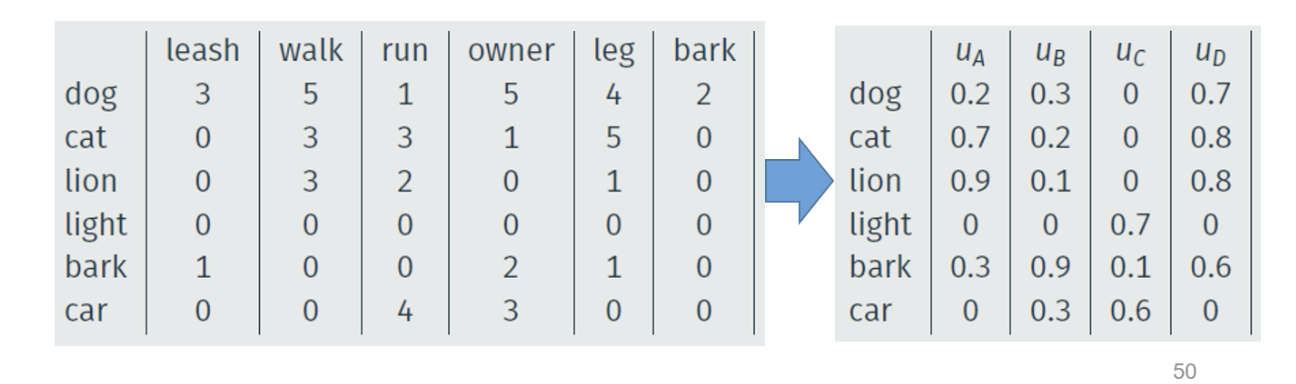 leash walk run owner leg bark
dog 3 5 1 5 4 2
cat 0 3 3 1 5 0
lion 0 3 2 0 1 0
light 0 0 0 0 0 0
bark 1 0 0 2 1 0
car 0 0 4 3 0 0
u_A u_B u_C u_D
dog 0.2 0.3 0 0.7
cat 0.7 0.2 0 0.8
lion 0.9 0.1 0 0.8
light 0 0 0.7 0
bark 0.3 0.9 0.1 0.6
car 0 0.3 0.6 0
50